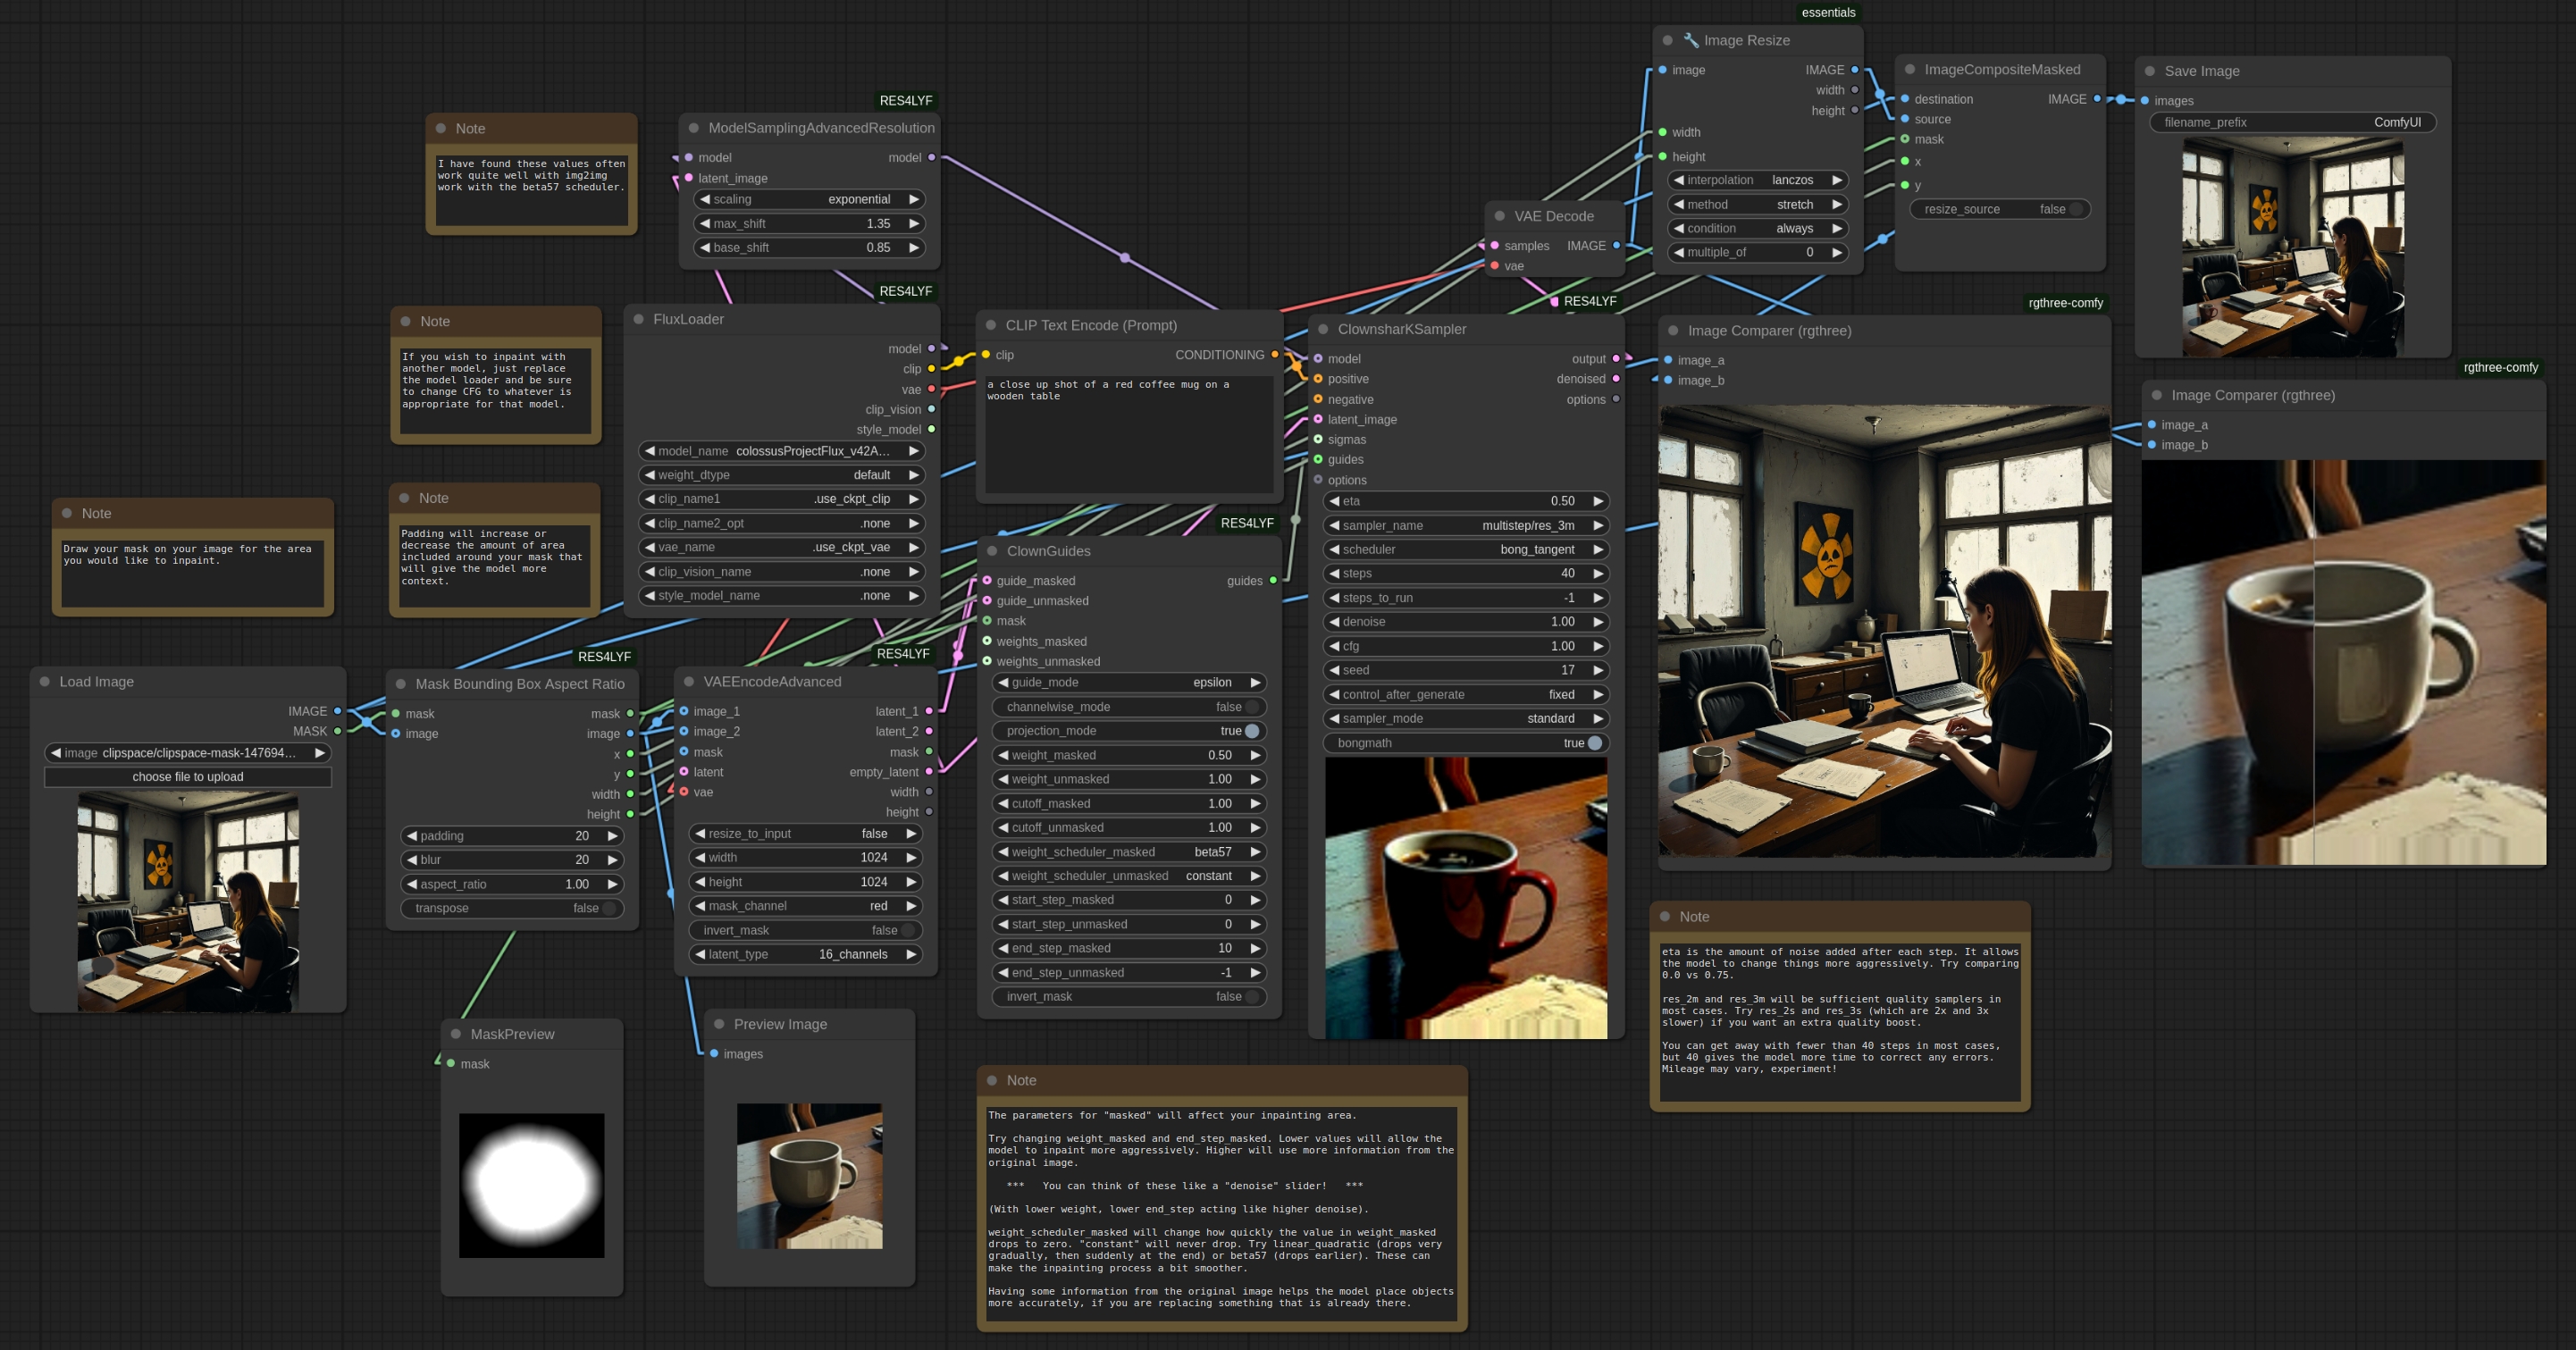 essentials
🔧 Image Resize
image
IMAGE
width
height
width
height
interpolation lanczos
method stretch
condition always
multiple_of 0
ImageCompositeMasked
destination
IMAGE
source
mask
x
y
resize_source false
Save Image
images
filename_prefix ComfyUI
RES4LYF
Note
I have found these values often
work quite well with img2img
work with the beta57 scheduler.
ModelSamplingAdvancedResolution
model
model
latent_image
scaling exponential
max_shift 1.35
base_shift 0.85
VAE Decode
samples
IMAGE
vae
Note
If you wish to inpaint with
another model, just replace
the model loader and be sure
to change CFG to whatever is
appropriate for that model.
RES4LYF
FluxLoader
model
clip
vae
clip_vision
style_model
model_name colossusProjectFlux_v42A...
weight_dtype default
clip_name1 .use_ckpt_clip
clip_name2_opt .none
vae_name .use_ckpt_vae
clip_vision_name .none
style_model_name .none
CLIP Text Encode (Prompt)
clip
CONDITIONING
a close up shot of a red coffee mug on a
wooden table
RES4LYF
ClownsharKSampler
model
output
positive
denoised
negative
options
latent_image
sigmas
guides
options
eta 0.50
sampler_name multistep/res_3m
scheduler bong_tangent
steps 40
steps_to_run -1
denoise 1.00
cfg 1.00
seed 17
control_after_generate fixed
sampler_mode standard
bongmath true
rgthree-comfy
Image Comparer (rgthree)
image_a
image_b
rgthree-comfy
Image Comparer (rgthree)
image_a
image_b
Note
Draw your mask on your image for the area
you would like to inpaint.
Note
Padding will increase or
decrease the amount of area
included around your mask that
will give the model more
context.
Load Image
IMAGE
MASK
image clipspace/clipspace-mask-147694...
choose file to upload
RES4LYF
Mask Bounding Box Aspect Ratio
mask
mask
image
image
x
y
width
height
padding 20
blur 20
aspect_ratio 1.00
transpose false
RES4LYF
VAEEncodeAdvanced
image_1
latent_1
image_2
latent_2
mask
mask
latent
empty_latent
vae
width
height
resize_to_input false
width 1024
height 1024
mask_channel red
invert_mask false
latent_type 16_channels
RES4LYF
ClownGuides
guide_masked
guides
guide_unmasked
mask
weights_masked
weights_unmasked
guide_mode epsilon
channelwise_mode false
projection_mode true
weight_masked 0.50
weight_unmasked 1.00
cutoff_masked 1.00
cutoff_unmasked 1.00
weight_scheduler_masked beta57
weight_scheduler_unmasked constant
start_step_masked 0
start_step_unmasked 0
end_step_masked 10
end_step_unmasked -1
invert_mask false
MaskPreview
mask
Preview Image
images
Note
The parameters for "masked" will affect your inpainting area.
Try changing weight_masked and end_step_masked. Lower values will allow the
model to inpaint more aggressively. Higher will use more information from the
original image.
*** You can think of these like a "denoise" slider! ***
(With lower weight, lower end_step acting like higher denoise).
weight_scheduler_masked will change how quickly the value in weight_masked
drops to zero. "constant" will never drop. Try linear_quadratic (drops very
gradually, then suddenly at the end) or beta57 (drops earlier). These can
make the inpainting process a bit smoother.
Having some information from the original image helps the model place objects
more accurately, if you are replacing something that is already there.
Note
eta is the amount of noise added after each step. It allows
the model to change things more aggressively. Try comparing
0.0 vs 0.75.
res_2m and res_3m will be sufficient quality samplers in
most cases. Try res_2s and res_3s (which are 2x and 3x
slower) if you want an extra quality boost.
You can get away with fewer than 40 steps in most cases,
but 40 gives the model more time to correct any errors.
Mileage may vary, experiment!